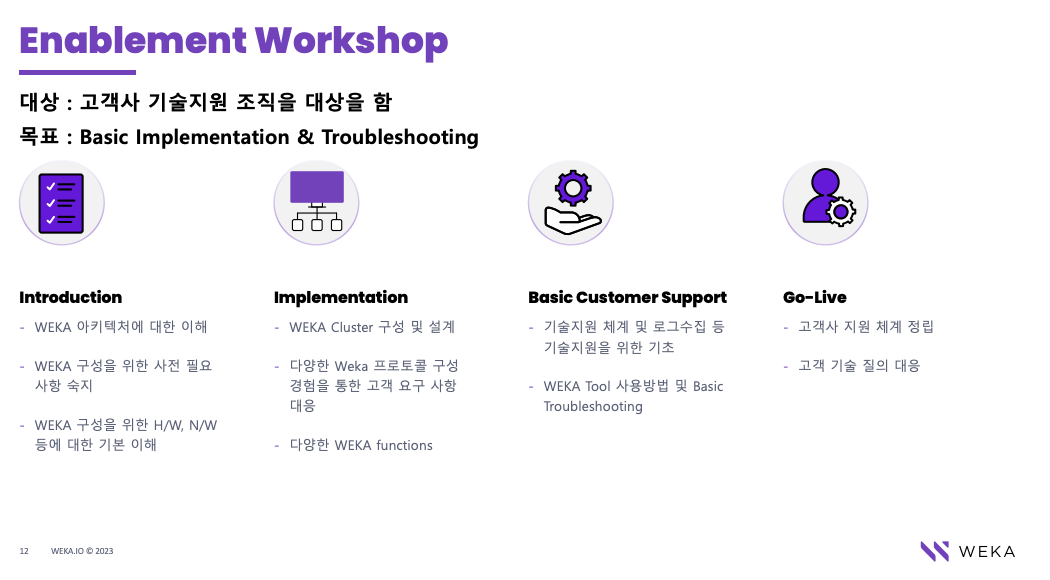 Enablement Workshop
대상 : 고객사 기술지원 조직을 대상을 함
목표 : Basic Implementation & Troubleshooting
Introduction
- WEKA 아키텍처에 대한 이해
- WEKA 구성을 위한 사전 필요
사항 숙지
- WEKA 구성을 위한 H/W, N/W
등에 대한 기본 이해
Implementation
- WEKA Cluster 구성 및 설계
- 다양한 Weka 프로토콜 구성
경험을 통한 고객 요구 사항
대응
- 다양한 WEKA functions
Basic Customer Support
- 기술지원 체계 및 로그수집 등
기술지원을 위한 기초
- WEKA Tool 사용방법 및 Basic
Troubleshooting
Go-Live
- 고객사 지원 체계 정립
- 고객 기술 질의 대응
12 WEKA.IO © 2023
WEKA